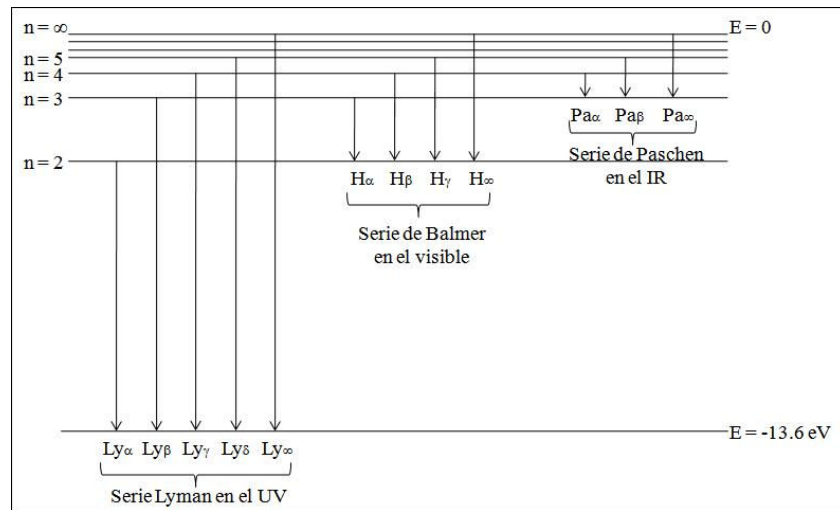 n = ∞
E = 0
n = 5
n = 4
n = 3
Paα Paβ Pa∞
Serie de Paschen
en el IR
n = 2
Hα Hβ Hγ H∞
Serie de Balmer
en el visible
E = -13.6 eV
Lyα Lyβ Lyγ Lyδ Ly∞
Serie Lyman en el UV